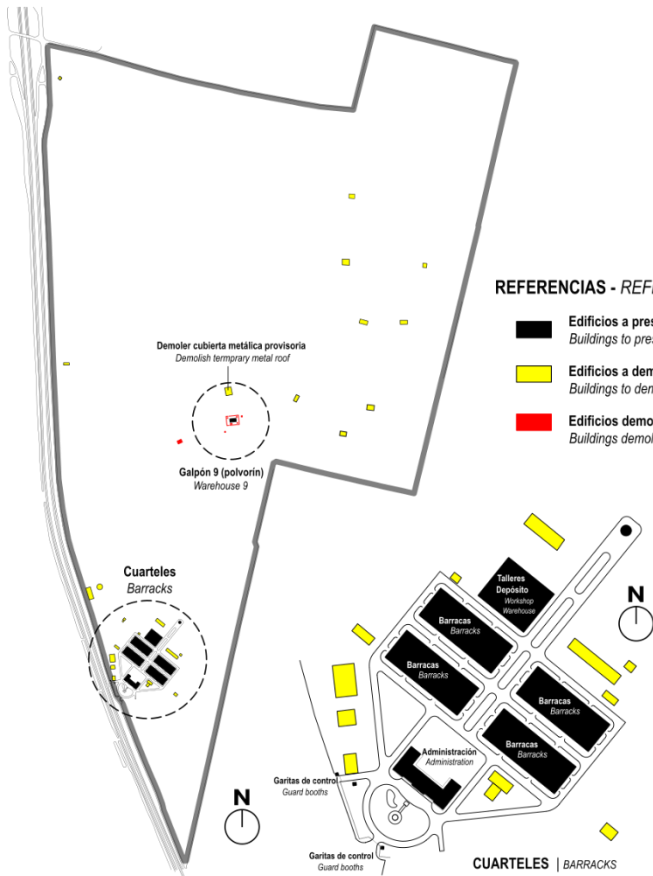 REFERENCIAS - REF
Edificios a pres
Buildings to pres
Edificios a dem
Buildings to dem
Edificios demo
Buildings demol
Demoler cubierta metálica provisoria
Demolish temprary metal roof
Galpón 9 (polvorín)
Warehouse 9
Cuarteles
Barracks
N
Talleres
Depósito
Workshop
Warehouse
N
Barracas
Barracks
Barracas
Barracks
Barracas
Barracks
Barracas
Barracks
Administración
Administration
Garitas de control
Guard booths
Garitas de control
Guard booths
CUARTELES | BARRACKS